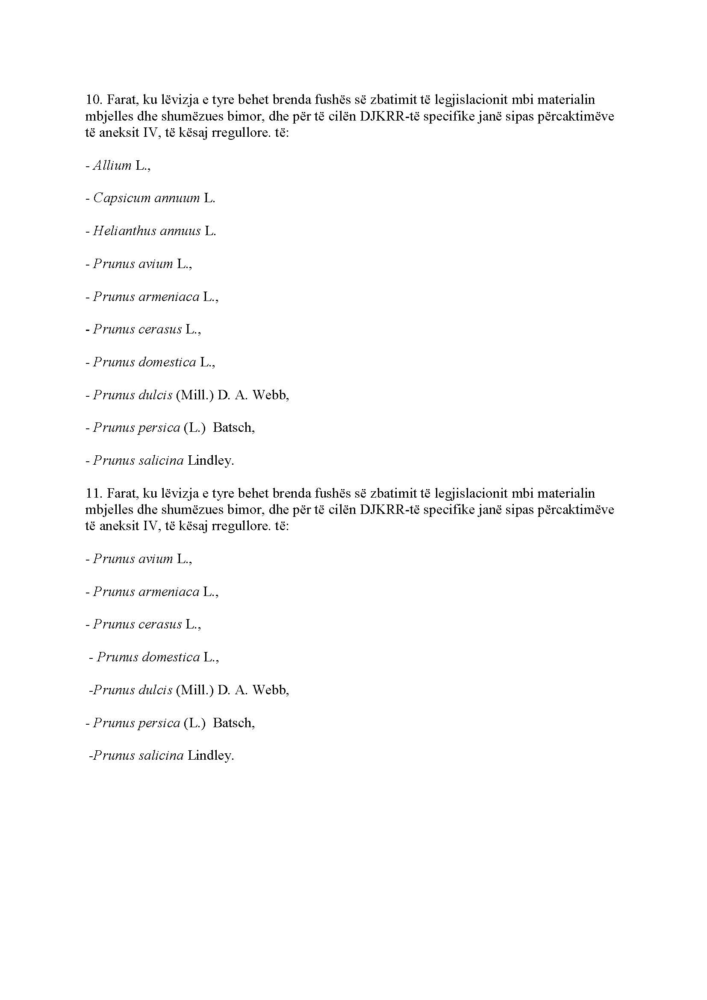 10. Farat, ku lëvizja e tyre behet brenda fushës së zbatimit të legjislacionit mbi materialin
mbjelles dhe shumëzues bimor, dhe për të cilën DJKRR-të specifike janë sipas përcaktimëve
të aneksit IV, të kësaj rregullore. të:
- Allium L.,
- Capsicum annuum L.
- Helianthus annuus L.
- Prunus avium L.,
- Prunus armeniaca L.,
- Prunus cerasus L.,
- Prunus domestica L.,
- Prunus dulcis (Mill.) D. A. Webb,
- Prunus persica (L.)  Batsch,
- Prunus salicina Lindley.
11. Farat, ku lëvizja e tyre behet brenda fushës së zbatimit të legjislacionit mbi materialin
mbjelles dhe shumëzues bimor, dhe për të cilën DJKRR-të specifike janë sipas përcaktimëve
të aneksit IV, të kësaj rregullore. të:
- Prunus avium L.,
- Prunus armeniaca L.,
- Prunus cerasus L.,
- Prunus domestica L.,
-Prunus dulcis (Mill.) D. A. Webb,
- Prunus persica (L.)  Batsch,
-Prunus salicina Lindley.